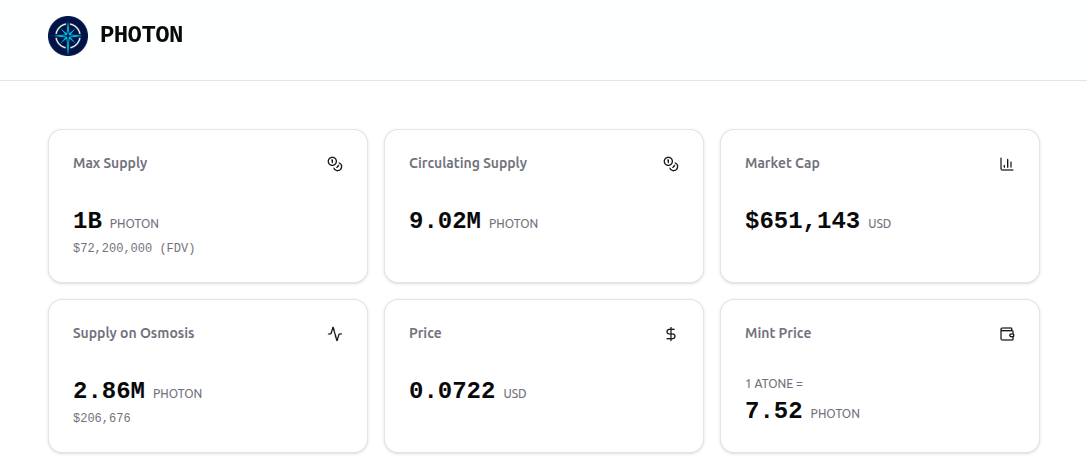 PHOTON
Max Supply
1B PHOTON
$72,200,000 (FDV)
Circulating Supply
9.02M PHOTON
Market Cap
$651,143 USD
Supply on Osmosis
2.86M PHOTON
$206,676
Price
0.0722 USD
Mint Price
1 ATONE =
7.52 PHOTON